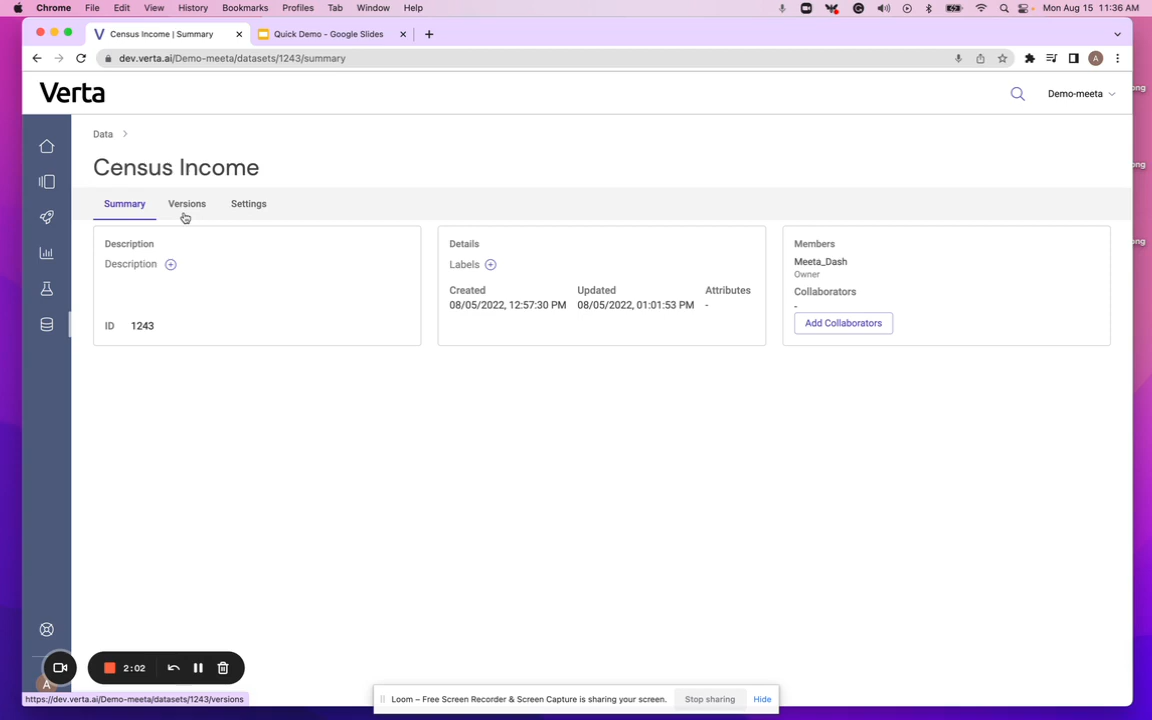 Chrome File Edit View History Bookmarks Profiles Tab Window Help Mon Aug 15 11:36 AM
Census Income | Summary Quick Demo - Google Slides
dev.verta.ai/Demo-meeta/datasets/1243/summary A
Verta Demo-meeta
Data
Census Income
Summary Versions Settings
Description
Description
ID 1243
Details
Labels
Created Updated Attributes
08/05/2022, 12:57:30 PM 08/05/2022, 01:01:53 PM -
Members
Meeta_Dash
Owner
Collaborators
-
Add Collaborators
2:02
A
https://dev.verta.ai/Demo-meeta/datasets/1243/versions
Loom – Free Screen Recorder & Screen Capture is sharing your screen. Stop sharing Hide
ong
ong
ong